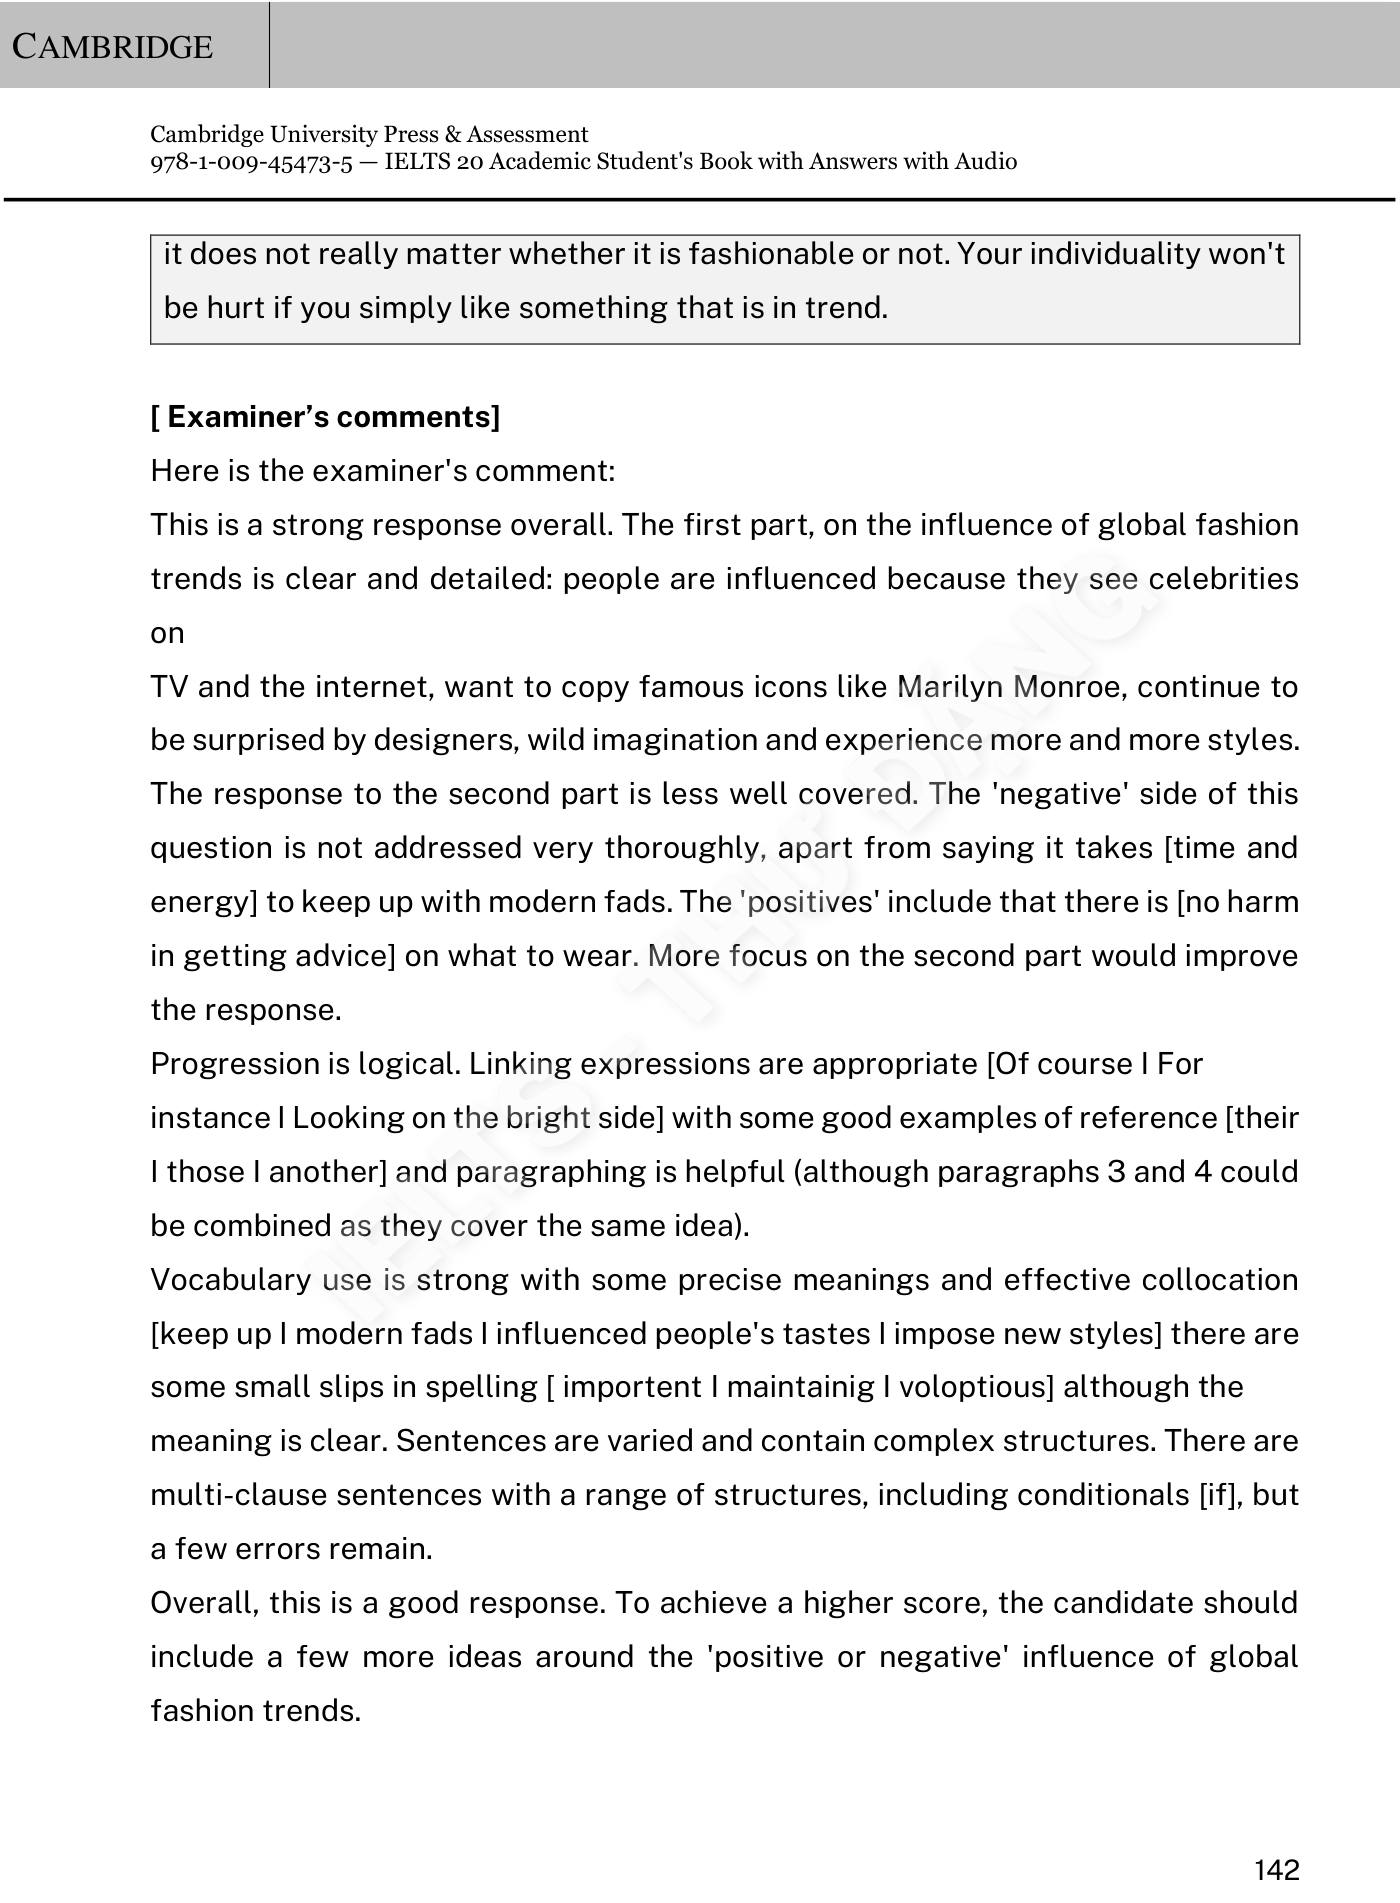 CAMBRIDGE
Cambridge University Press & Assessment
978-1-009-45473-5 — IELTS 20 Academic Student's Book with Answers with Audio
it does not really matter whether it is fashionable or not. Your individuality won't
be hurt if you simply like something that is in trend.
[ Examiner’s comments]
Here is the examiner's comment:
This is a strong response overall. The first part, on the influence of global fashion
trends is clear and detailed: people are influenced because they see celebrities
on
TV and the internet, want to copy famous icons like Marilyn Monroe, continue to
be surprised by designers, wild imagination and experience more and more styles.
The response to the second part is less well covered. The 'negative' side of this
question is not addressed very thoroughly, apart from saying it takes [time and
energy] to keep up with modern fads. The 'positives' include that there is [no harm
in getting advice] on what to wear. More focus on the second part would improve
the response.
Progression is logical. Linking expressions are appropriate [Of course I For
instance I Looking on the bright side] with some good examples of reference [their
I those I another] and paragraphing is helpful (although paragraphs 3 and 4 could
be combined as they cover the same idea).
Vocabulary use is strong with some precise meanings and effective collocation
[keep up I modern fads I influenced people's tastes I impose new styles] there are
some small slips in spelling [ importent I maintainig I voloptious] although the
meaning is clear. Sentences are varied and contain complex structures. There are
multi-clause sentences with a range of structures, including conditionals [if], but
a few errors remain.
Overall, this is a good response. To achieve a higher score, the candidate should
include a few more ideas around the 'positive or negative' influence of global
fashion trends.
IELTS - THƯ ĐẶNG
142